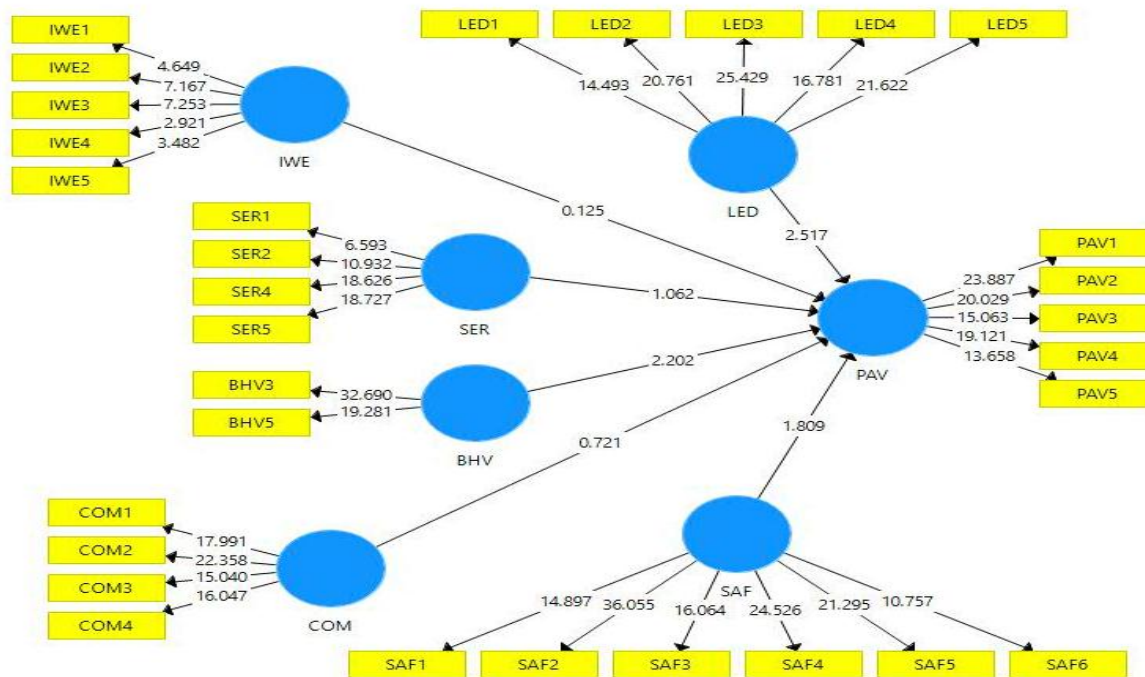 IWE1
IWE2
IWE3
IWE4
IWE5
4.649
7.167
7.253
2.921
3.482
IWE
LED1
LED2
LED3
LED4
LED5
14.493
20.761
25.429
16.781
21.622
LED
0.125
2.517
SER1
SER2
SER4
SER5
6.593
10.932
18.626
18.727
SER
1.062
PAV1
PAV2
PAV3
PAV4
PAV5
23.887
20.029
15.063
19.121
13.658
PAV
BHV3
BHV5
32.690
19.281
BHV
2.202
0.721
1.809
COM1
COM2
COM3
COM4
17.991
22.358
15.040
16.047
COM
SAF
14.897
36.055
16.064
24.526
21.295
10.757
SAF1
SAF2
SAF3
SAF4
SAF5
SAF6